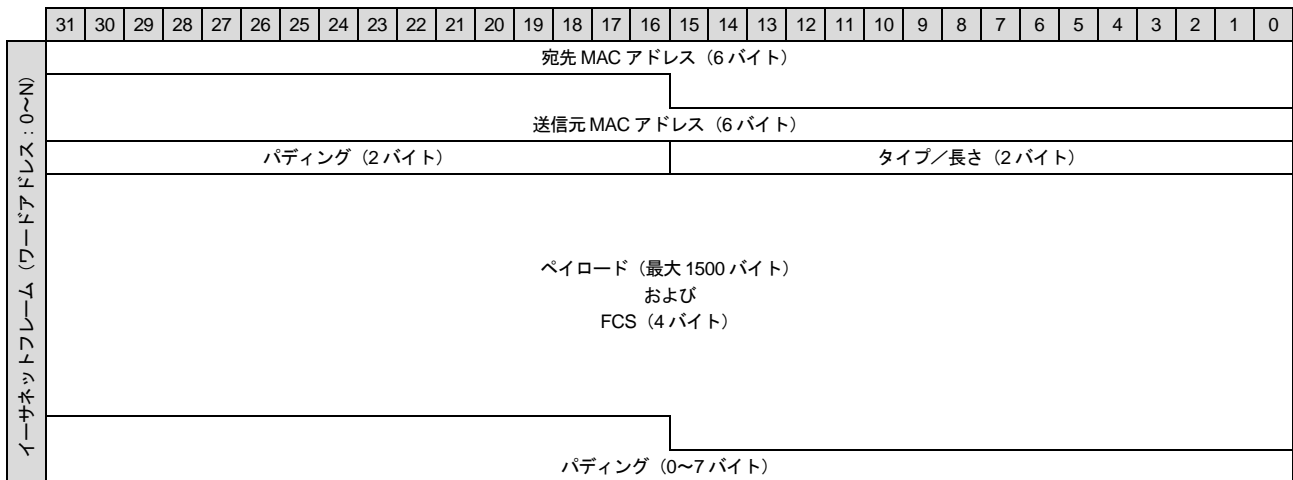 31 30 29 28 27 26 25 24 23 22 21 20 19 18 17 16 15 14 13 12 11 10 9 8 7 6 5 4 3 2 1 0
イーサネットフレーム（ワードアドレス：0～N）
宛先 MAC アドレス（6 バイト）
送信元 MAC アドレス（6 バイト）
パディング（2 バイト） タイプ／長さ（2 バイト）
ペイロード（最大 1500 バイト）
および
FCS（4 バイト）
パディング（0～7 バイト）